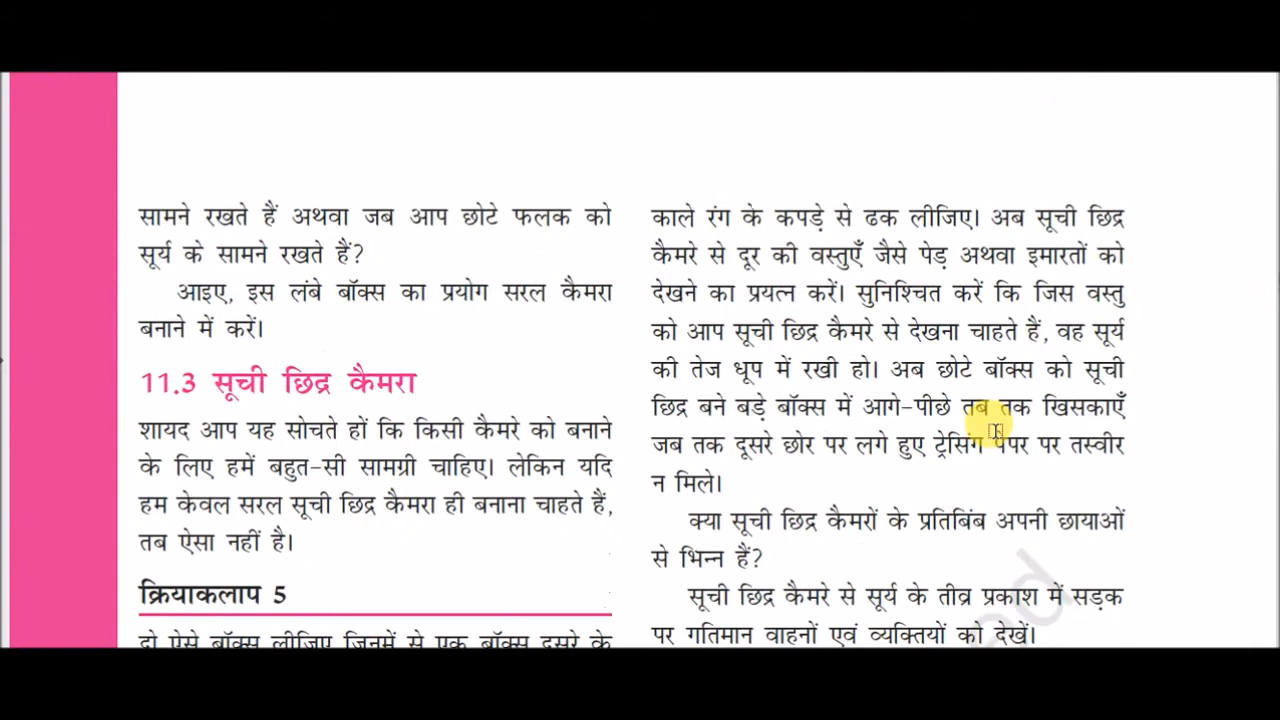 सामने रखते हैं अथवा जब आप छोटे फलक को
सूर्य के सामने रखते हैं?
आइए, इस लंबे बॉक्स का प्रयोग सरल कैमरा
बनाने में करें।
11.3 सूची छिद्र कैमरा
शायद आप यह सोचते हों कि किसी कैमरे को बनाने
के लिए हमें बहुत-सी सामग्री चाहिए। लेकिन यदि
हम केवल सरल सूची छिद्र कैमरा ही बनाना चाहते हैं,
तब ऐसा नहीं है।
क्रियाकलाप 5
दो ऐसे बॉक्स लीजिए जिनमें से एक बॉक्स दूसरे के
काले रंग के कपड़े से ढक लीजिए। अब सूची छिद्र
कैमरे से दूर की वस्तुएँ जैसे पेड़ अथवा इमारतों को
देखने का प्रयत्न करें। सुनिश्चित करें कि जिस वस्तु
को आप सूची छिद्र कैमरे से देखना चाहते हैं, वह सूर्य
की तेज धूप में रखी हो। अब छोटे बॉक्स को सूची
छिद्र बने बड़े बॉक्स में आगे-पीछे तब तक खिसकाएँ
जब तक दूसरे छोर पर लगे हुए ट्रेसिंग पेपर पर तस्वीर
न मिले।
क्या सूची छिद्र कैमरों के प्रतिबिंब अपनी छायाओं
से भिन्न हैं?
सूची छिद्र कैमरे से सूर्य के तीव्र प्रकाश में सड़क
पर गतिमान वाहनों एवं व्यक्तियों को देखें।